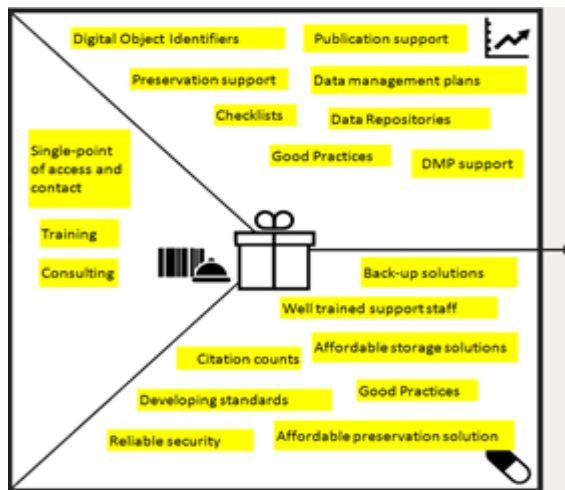 Digital Object Identifiers
Publication support
Preservation support
Data management plans
Checklists
Data Repositories
Good Practices
DMP support
Single-point
of access and
contact
Training
Consulting
Back-up solutions
Well trained support staff
Affordable storage solutions
Citation counts
Good Practices
Developing standards
Affordable preservation solution
Reliable security